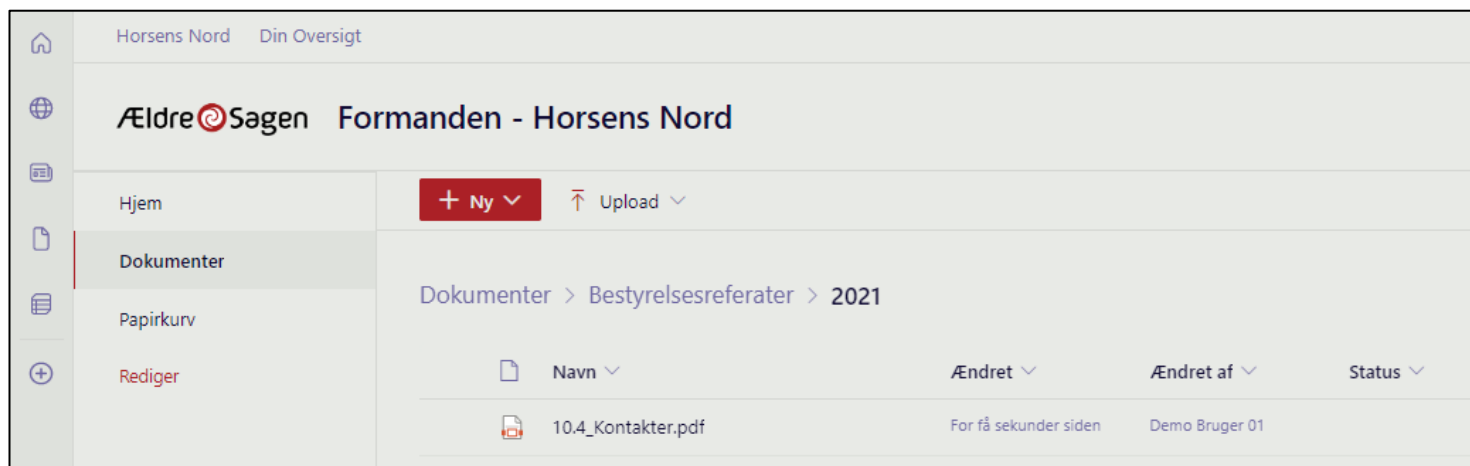 Horsens Nord Din Oversigt
ÆldreSagen Formanden - Horsens Nord
Hjem
Dokumenter
Papirkurv
Rediger
+ Ny Upload
Dokumenter > Bestyrelsesreferater > 2021
Navn Ændret Ændret af Status
10.4_Kontakter.pdf For få sekunder siden Demo Bruger 01